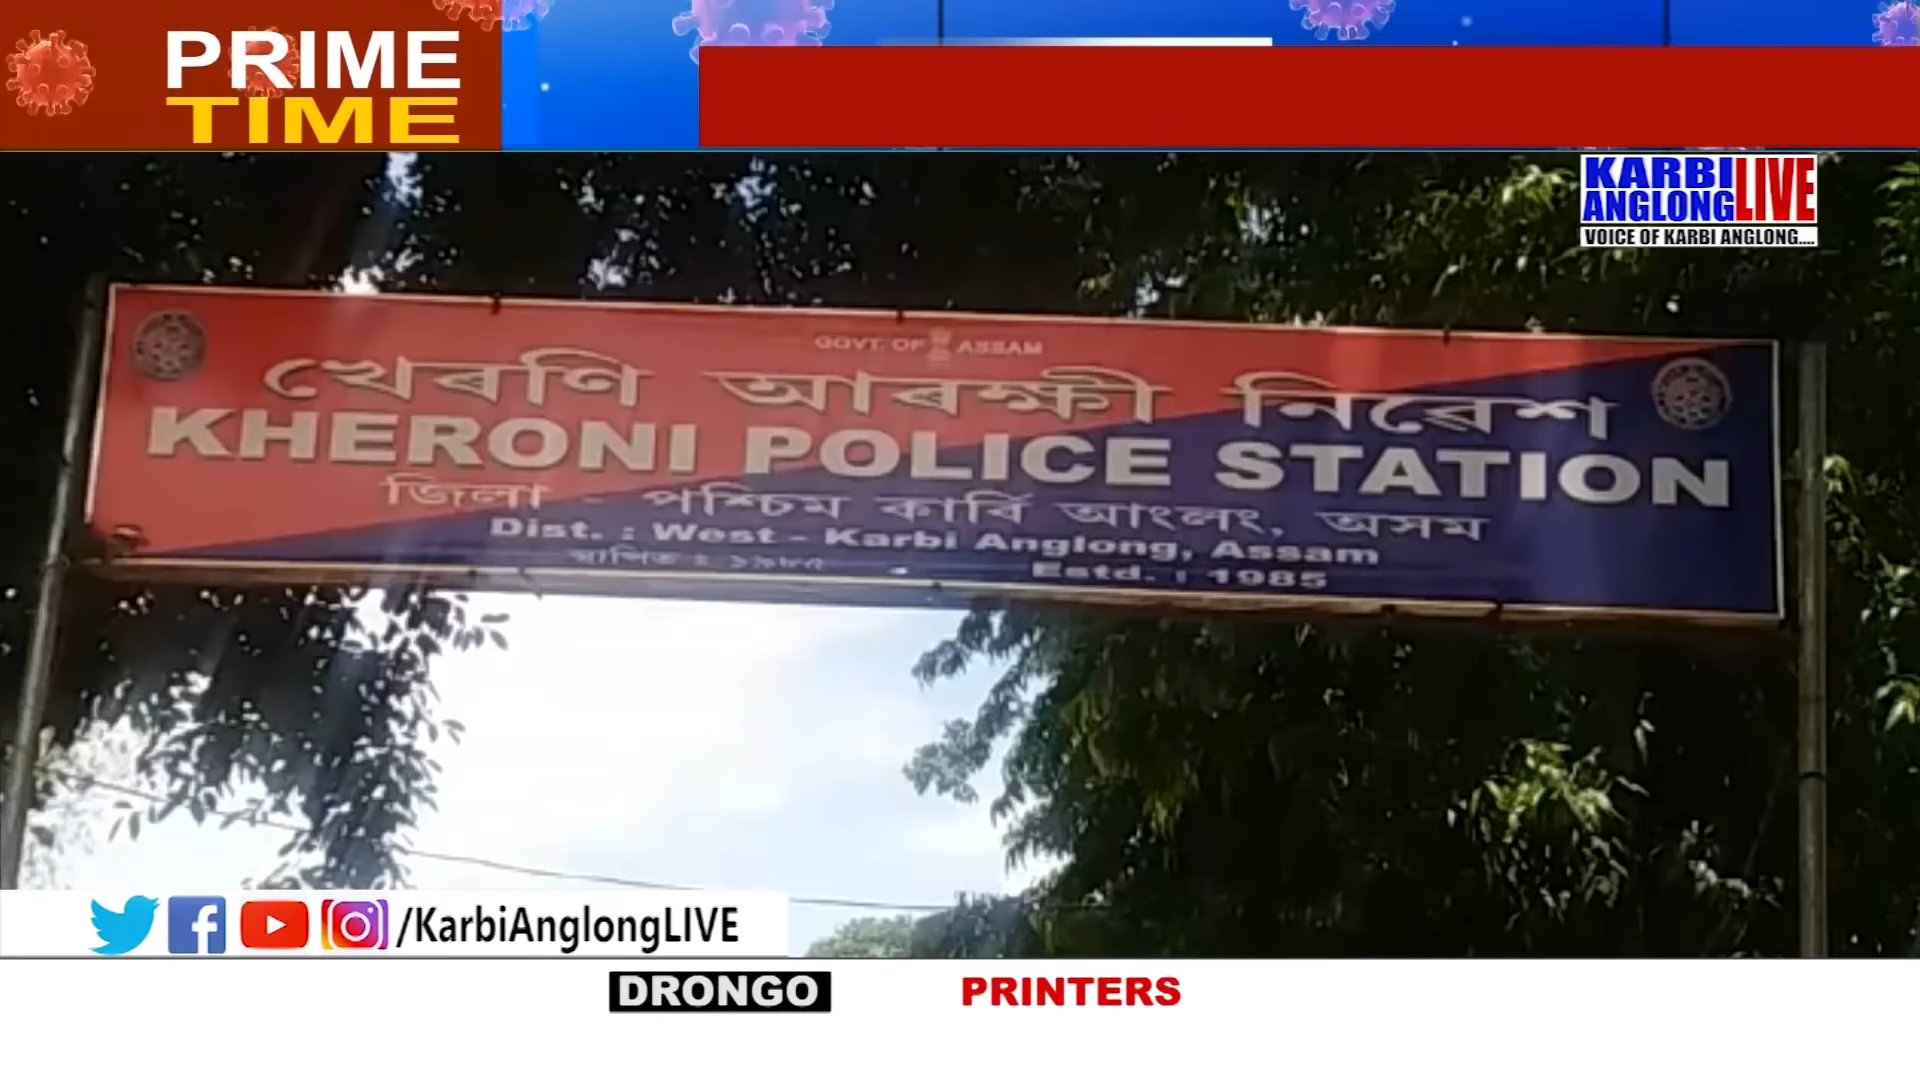 PRIME
TIME
KARBI
ANGLONG LIVE
VOICE OF KARBI ANGLONG....
GOVT. OF ASSAM
খেৰণি আৰক্ষী নিৱেশ
KHERONI POLICE STATION
জিলা - পশ্চিম কাৰ্বি আংলং, অসম
Dist. : West - Karbi Anglong, Assam
স্থাপিত : ১৯৮৫ Estd. : 1985
/KarbiAnglongLIVE
DRONGO PRINTERS